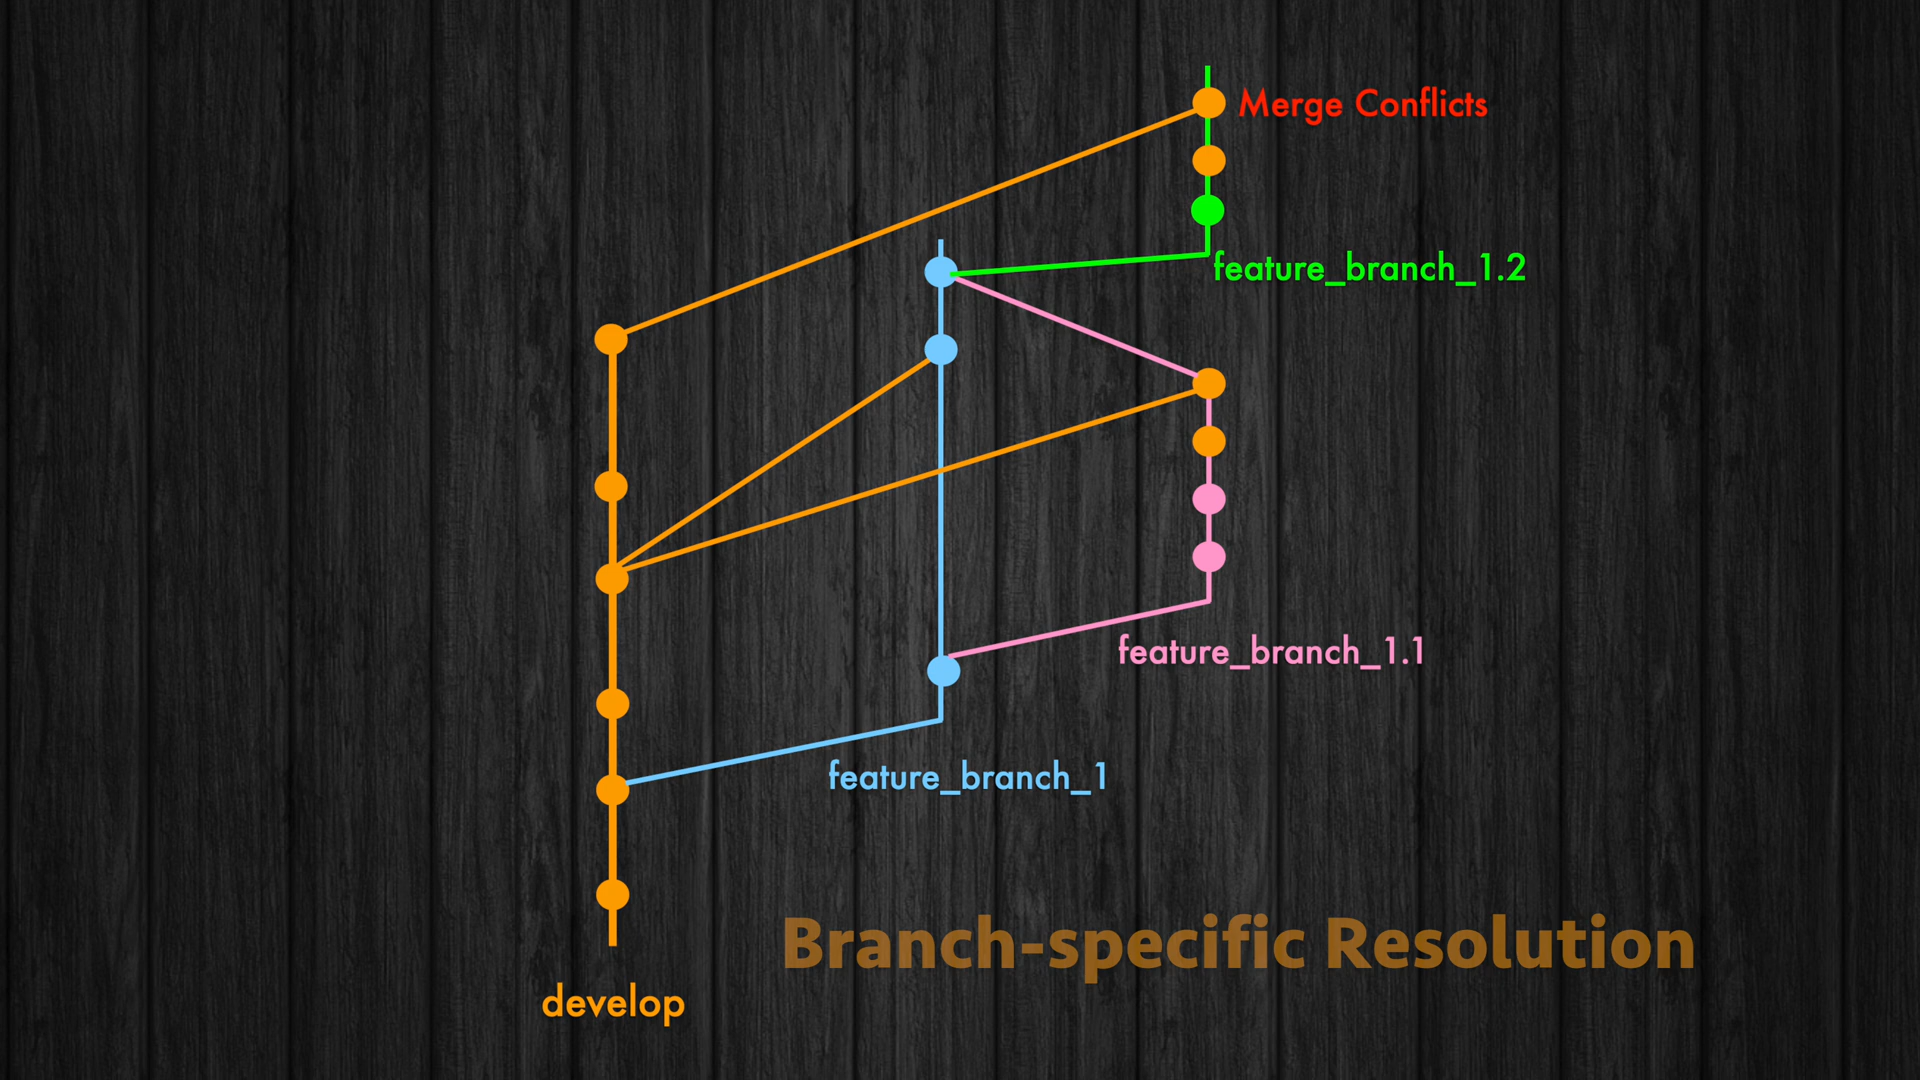 Merge Conflicts
feature_branch_1.2
feature_branch_1.1
feature_branch_1
Branch-specific Resolution
develop